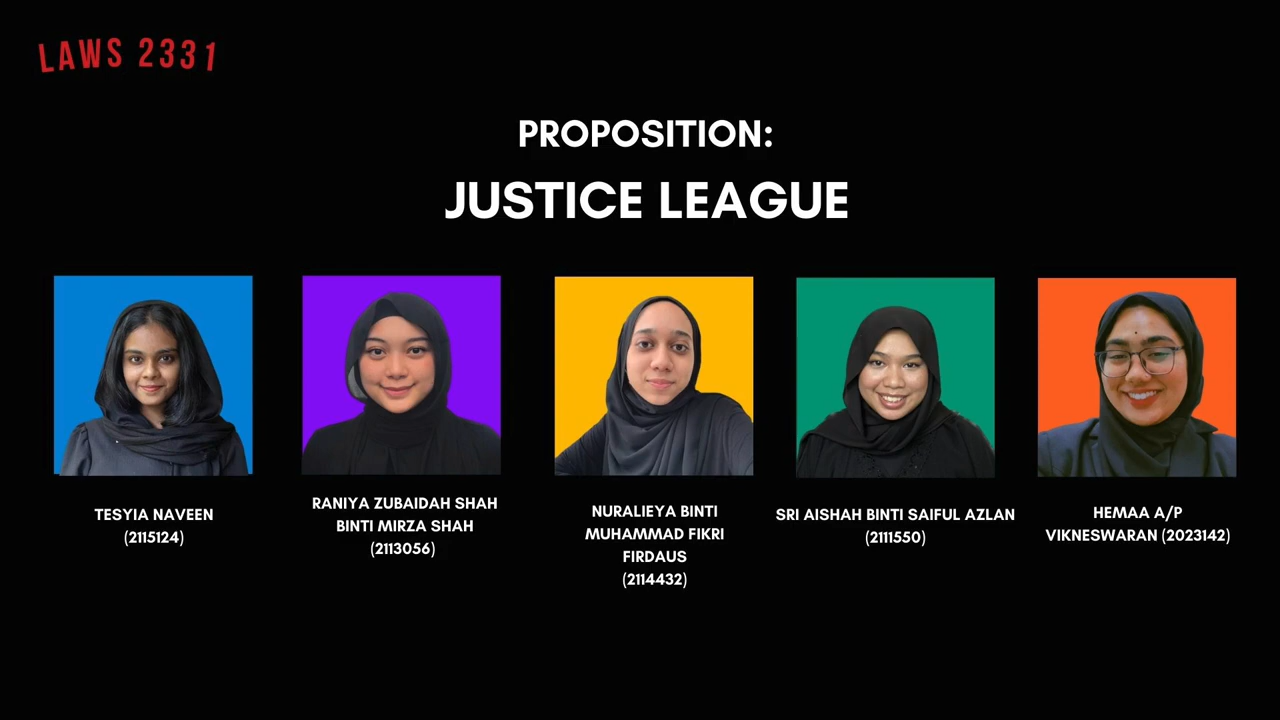 LAWS 2331
PROPOSITION:
JUSTICE LEAGUE
TESYIA NAVEEN
(2115124)
RANIYA ZUBAIDAH SHAH
BINTI MIRZA SHAH
(2113056)
NURALIEYA BINTI
MUHAMMAD FIKRI
FIRDAUS
(2114432)
SRI AISHAH BINTI SAIFUL AZLAN
(2111550)
HEMAA A/P
VIKNESWARAN (2023142)